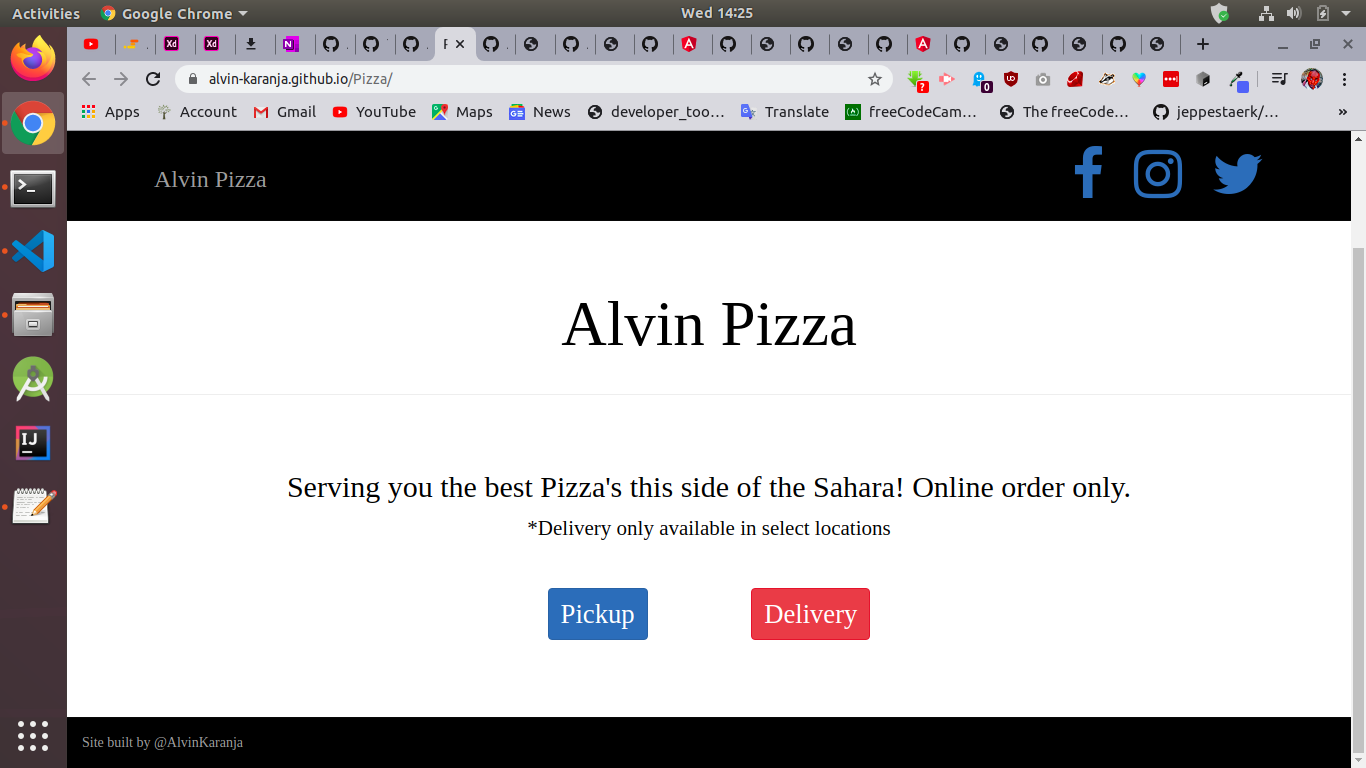 Activities Google Chrome Wed 14:25
alvin-karanja.github.io/Pizza/
Apps Account Gmail YouTube Maps News developer_too... Translate freeCodeCam... The freeCode... jeppestaerk/... »
Alvin Pizza
Alvin Pizza
Serving you the best Pizza's this side of the Sahara! Online order only.
*Delivery only available in select locations
Pickup Delivery
Site built by @AlvinKaranja